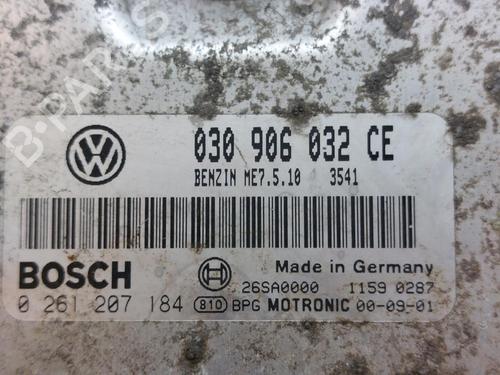 030 906 032 CE
BENZIN ME7.5.10 3541
BOSCH Made in Germany
26SA0000 1159 0287
0 261 207 184 810 BPG MOTRONIC 00-09-01
B-PARTS